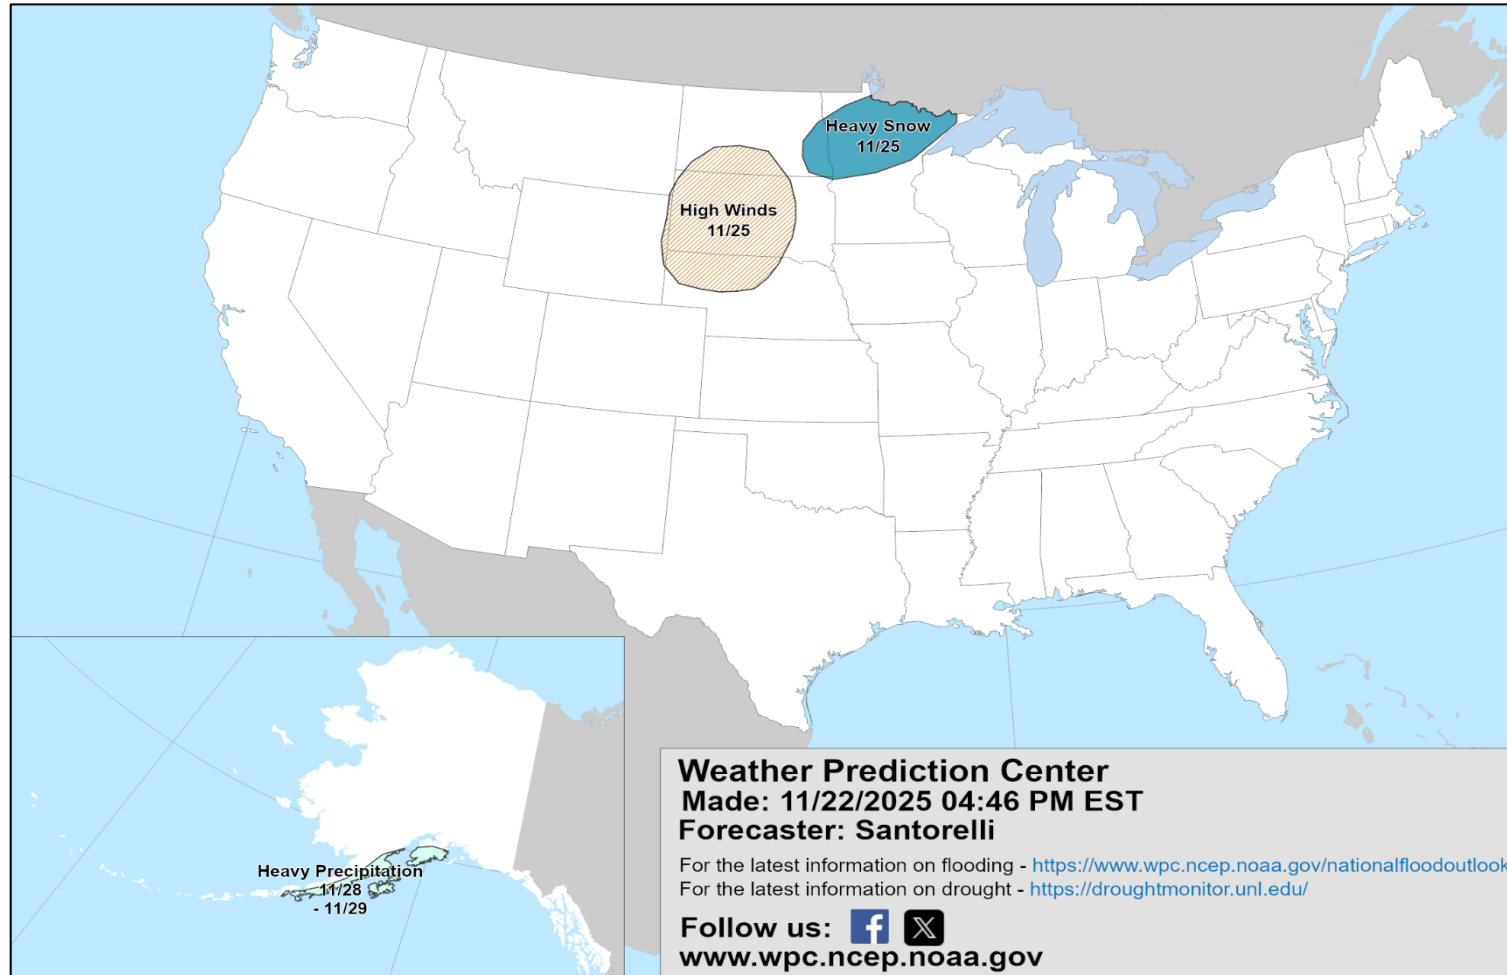 Heavy Snow
11/25
High Winds
11/25
Heavy Precipitation
11/28
- 11/29
Weather Prediction Center
Made: 11/22/2025 04:46 PM EST
Forecaster: Santorelli
For the latest information on flooding - https://www.wpc.ncep.noaa.gov/nationalfloodoutlook
For the latest information on drought - https://droughtmonitor.unl.edu/
Follow us:
www.wpc.ncep.noaa.gov